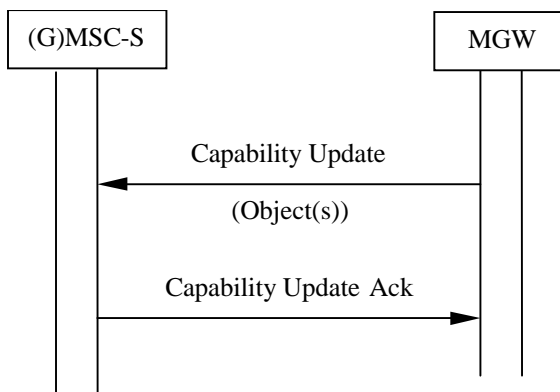 (G)MSC-S
MGW
Capability Update
(Object(s))
Capability Update Ack